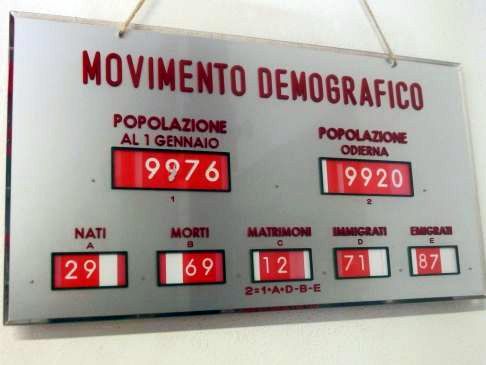 MOVIMENTO DEMOGRAFICO
POPOLAZIONE
AL 1 GENNAIO
9976
1
POPOLAZIONE
ODIERNA
9920
2
NATI
A
29
MORTI
B
69
MATRIMONI
C
12
IMMIGRATI
D
71
EMIGRATI
E
87
2=1+A+D-B-E